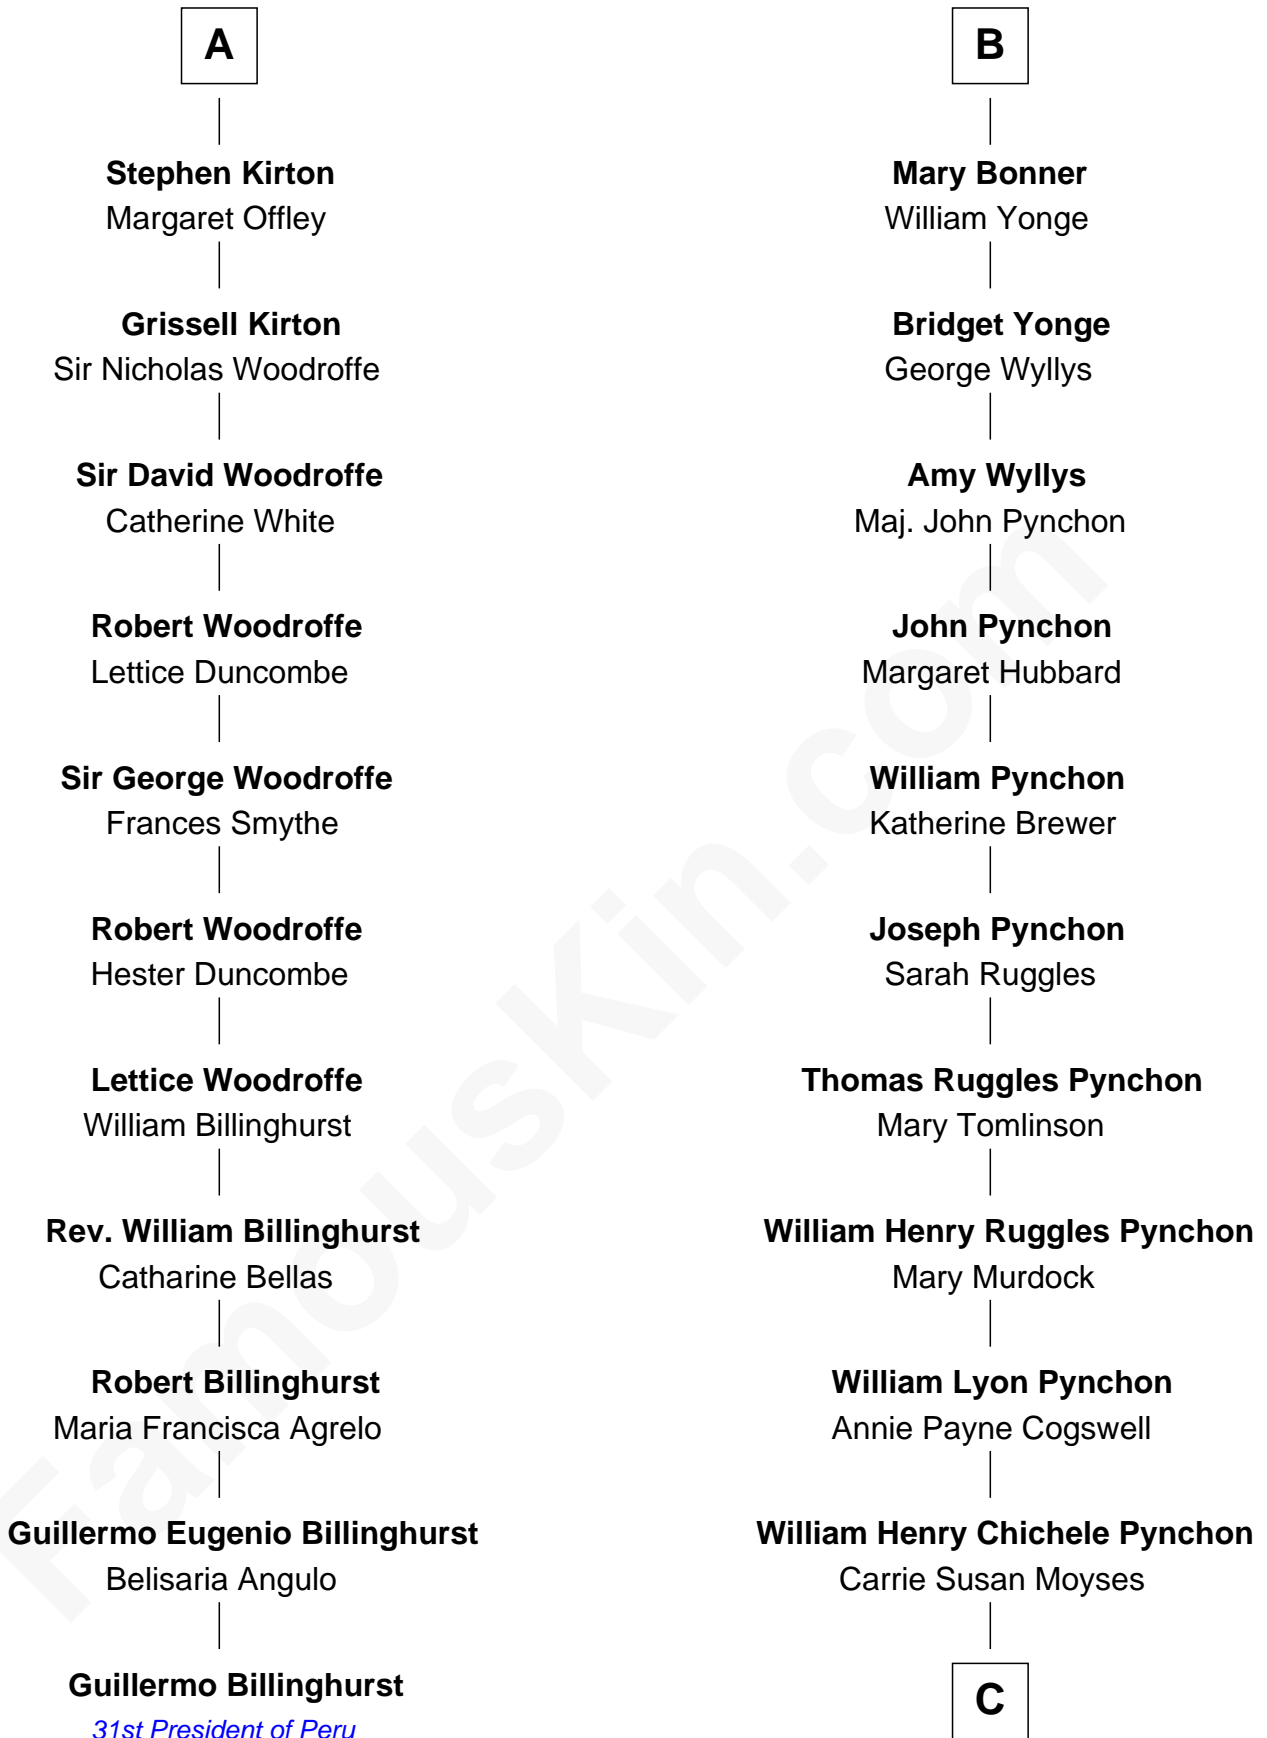 A
Stephen Kirton
Margaret Offley
Grissell Kirton
Sir Nicholas Woodroffe
Sir David Woodroffe
Catherine White
Robert Woodroffe
Lettice Duncombe
Sir George Woodroffe
Frances Smythe
Robert Woodroffe
Hester Duncombe
Lettice Woodroffe
William Billinghurst
Rev. William Billinghurst
Catharine Bellas
Robert Billinghurst
Maria Francisca Agrelo
Guillermo Eugenio Billinghurst
Belisaria Angulo
Guillermo Billinghurst
31st President of Peru
B
Mary Bonner
William Yonge
Bridget Yonge
George Wyllys
Amy Wyllys
Maj. John Pynchon
John Pynchon
Margaret Hubbard
William Pynchon
Katherine Brewer
Joseph Pynchon
Sarah Ruggles
Thomas Ruggles Pynchon
Mary Tomlinson
William Henry Ruggles Pynchon
Mary Murdock
William Lyon Pynchon
Annie Payne Cogswell
William Henry Chichele Pynchon
Carrie Susan Moyses
C
FamousKin.com